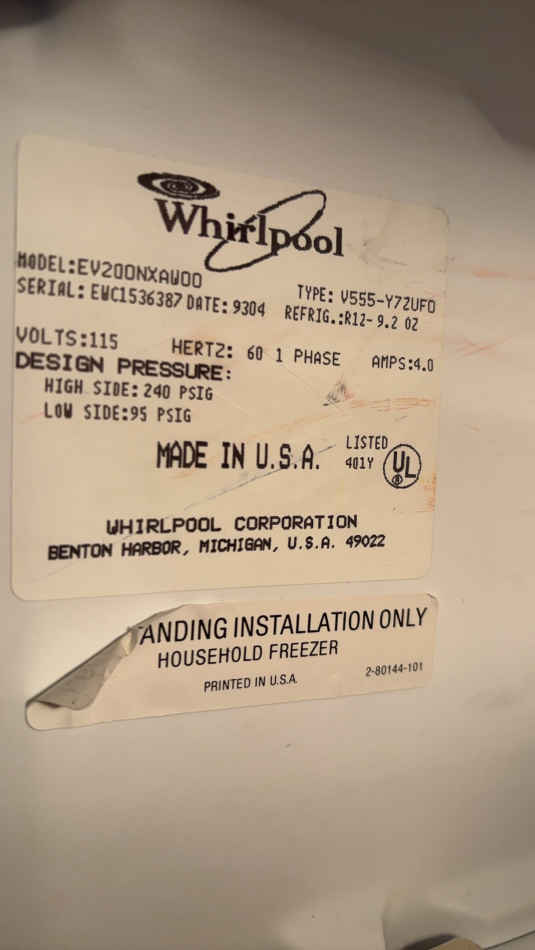 Whirlpool
MODEL:EV200NXAW00 TYPE: V555-Y7ZUFO
SERIAL: EWC1536387 DATE: 9304 REFRIG.:R12- 9.2 OZ
VOLTS:115 HERTZ: 60 1 PHASE AMPS:4.0
DESIGN PRESSURE:
HIGH SIDE: 240 PSIG
LOW SIDE:95 PSIG
MADE IN U.S.A. LISTED
401Y UL
®
WHIRLPOOL CORPORATION
BENTON HARBOR, MICHIGAN, U.S.A. 49022
ANDING INSTALLATION ONLY
HOUSEHOLD FREEZER
PRINTED IN U.S.A. 2-80144-101